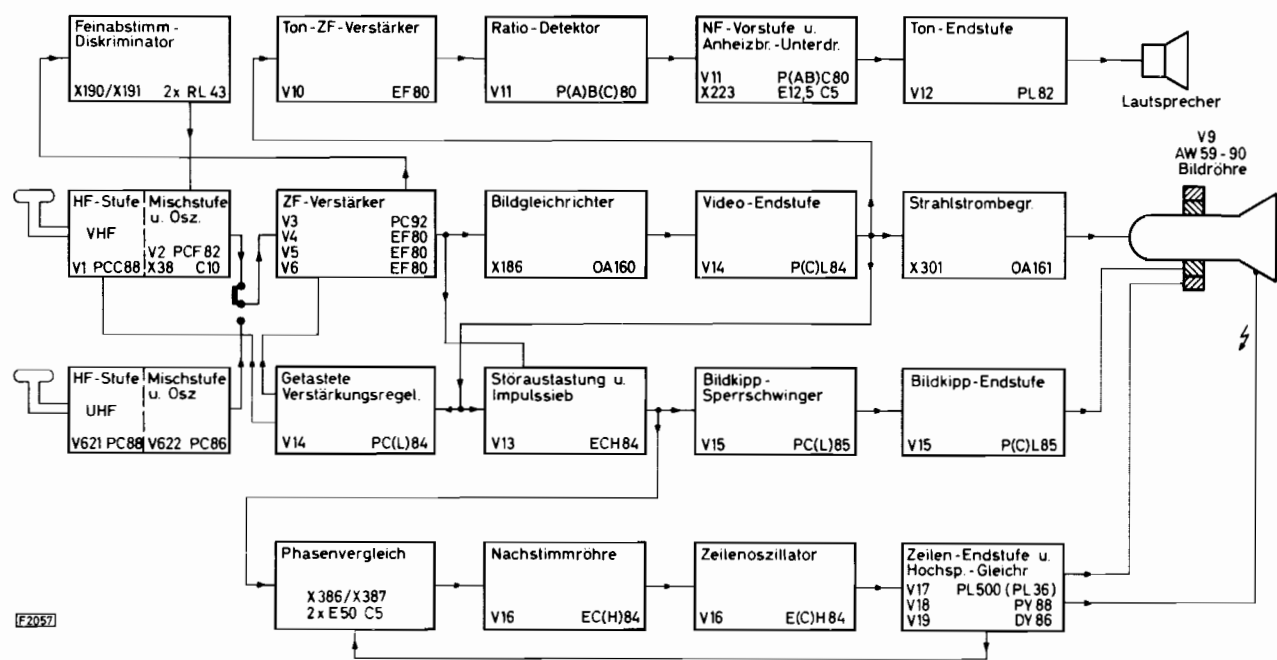 Feinabstimm-
Diskriminator
X190/X191 2x RL 43
Ton-ZF-Verstärker
V10 EF80
Ratio-Detektor
V11 P(A)B(C)80
NF-Vorstufe u.
Anheizbr.-Unterdr.
V11 P(AB)C80
X223 E12,5 C5
Ton-Endstufe
V12 PL82
Lautsprecher
V9
AW 59-90
Bildröhre
HF-Stufe
VHF
V1 PCC88
Mischstufe
u. Osz.
V2 PCF82
X38 C10
ZF-Verstärker
V3 PC92
V4 EF80
V5 EF80
V6 EF80
Bildgleichrichter
X186 OA160
Video-Endstufe
V14 P(C)L84
Strahlstrombegr.
X301 OA161
HF-Stufe
UHF
V621 PC88
Mischstufe
u. Osz
V622 PC86
Getastete
Verstärkungsregel.
V14 PC(L)84
Störaustastung u.
Impulssieb
V13 ECH84
Bildkipp-
Sperrschwinger
V15 PC(L)85
Bildkipp-Endstufe
V15 P(C)L85
Phasenvergleich
X386/X387
2x E50 C5
Nachstimmröhre
V16 EC(H)84
Zeilenoszillator
V16 E(C)H84
Zeilen-Endstufe u.
Hochsp.-Gleichr
V17 PL500 (PL36)
V18 PY88
V19 DY86
F2057